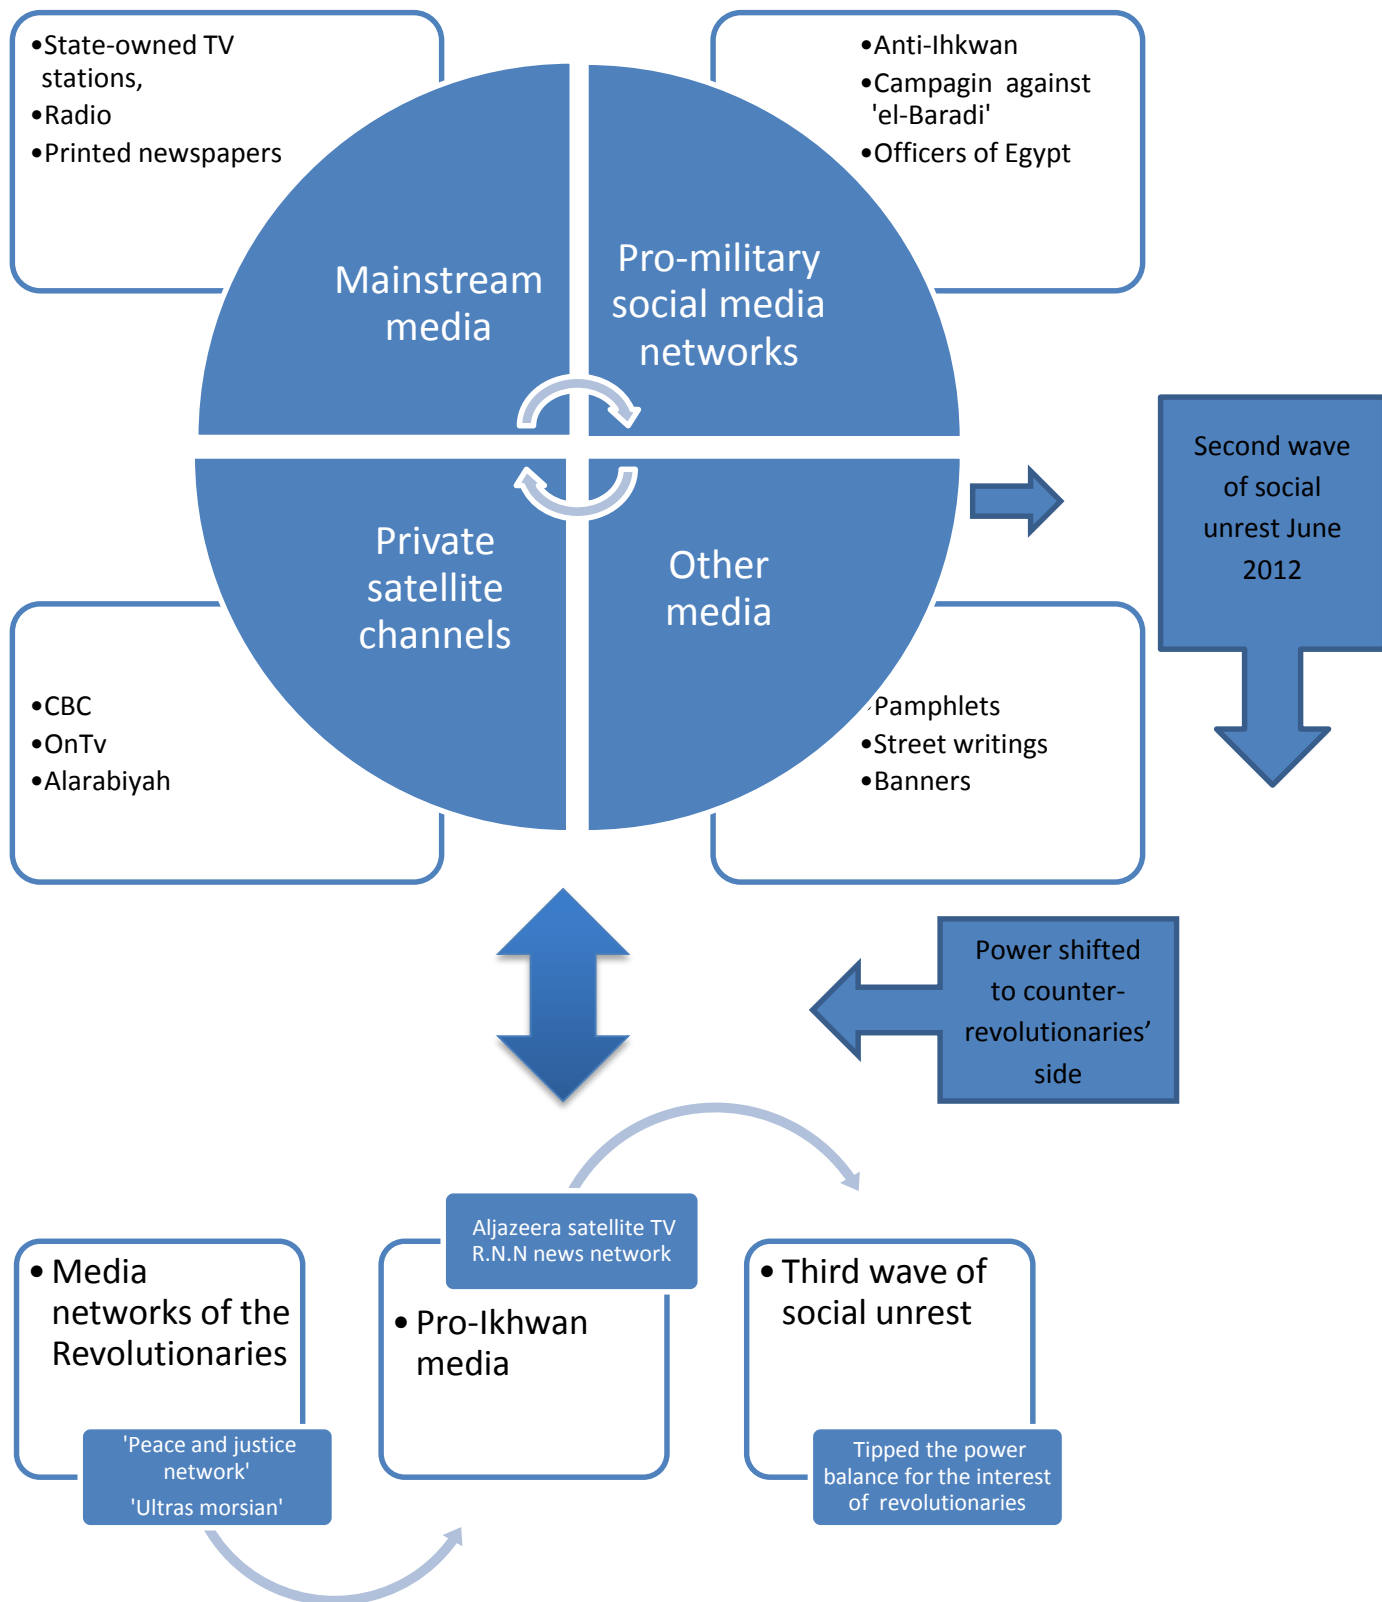 •State-owned TV
stations,
•Radio
•Printed newspapers
•Anti-Ihkwan
•Campagin against
'el-Baradi'
•Officers of Egypt
Mainstream
media
Pro-military
social media
networks
Private
satellite
channels
Other
media
Second wave
of social
unrest June
2012
•CBC
•OnTv
•Alarabiyah
•Pamphlets
•Street writings
•Banners
Power shifted
to counter-
revolutionaries’
side
• Media
networks of the
Revolutionaries
'Peace and justice
network'
'Ultras morsian'
Aljazeera satellite TV
R.N.N news network
• Pro-Ikhwan
media
• Third wave of
social unrest
Tipped the power
balance for the interest
of revolutionaries